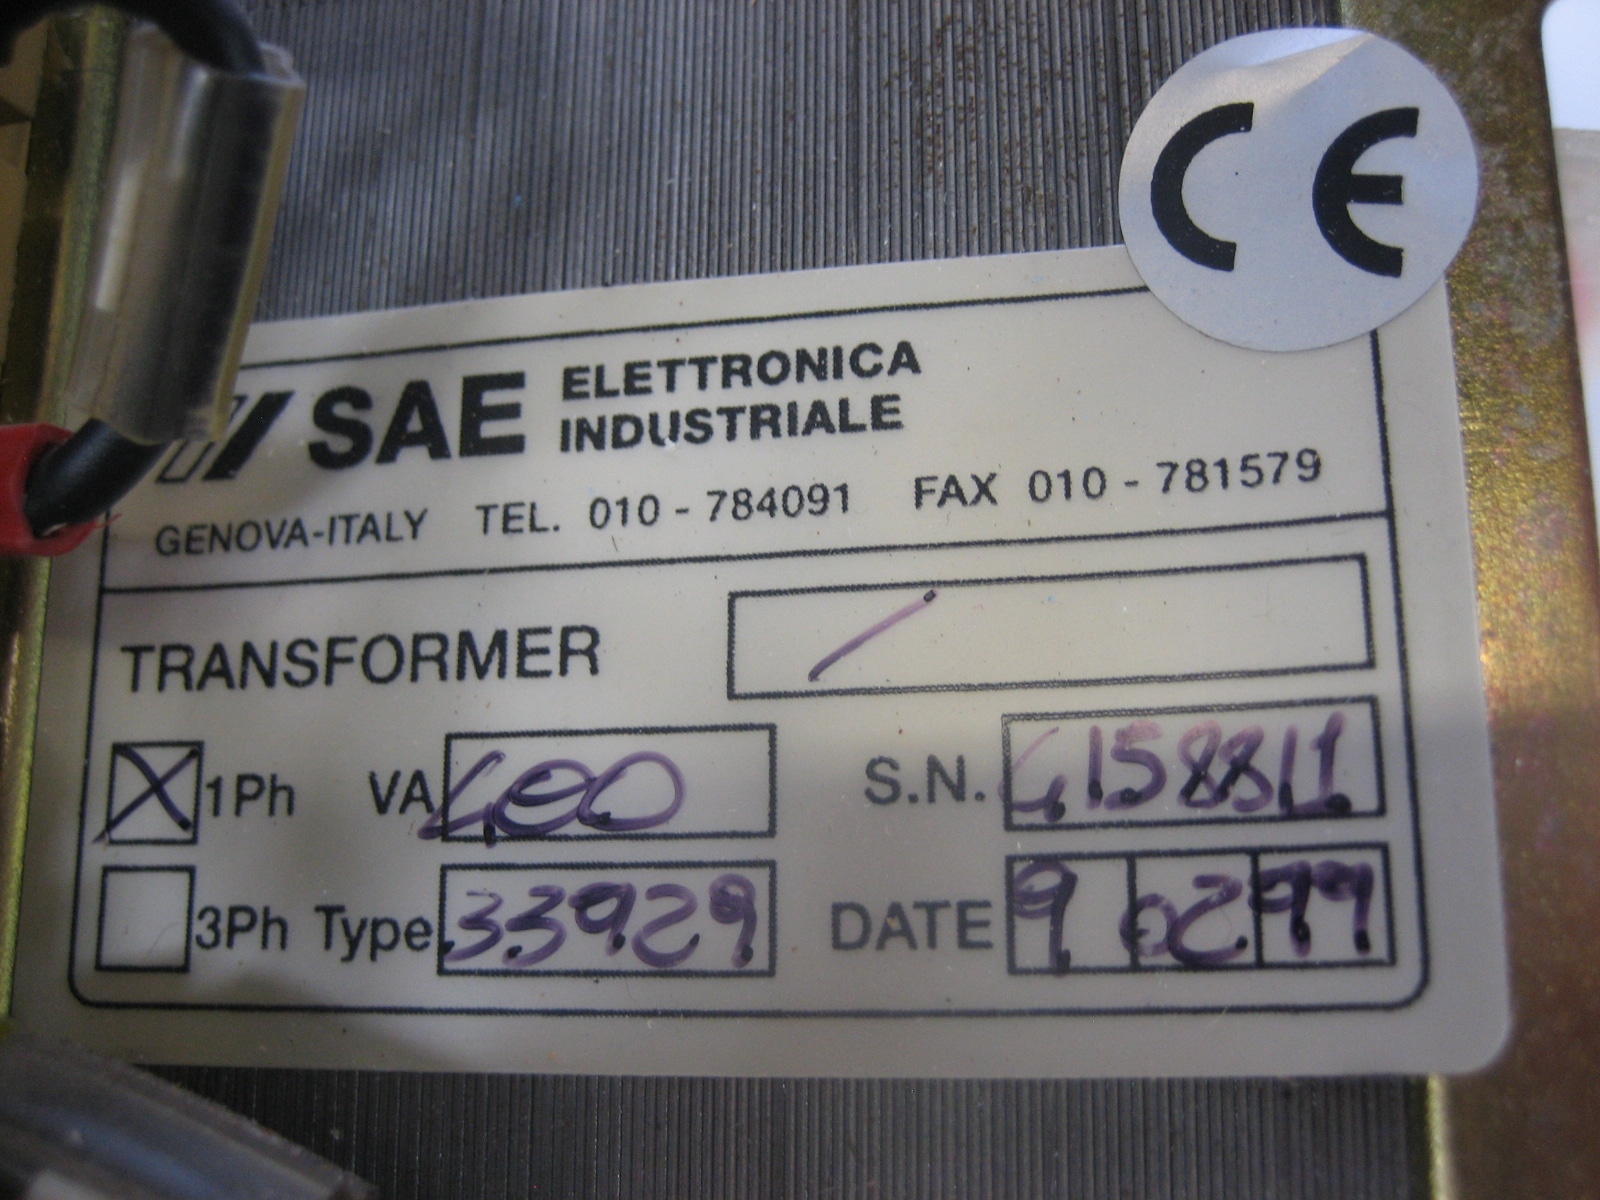 CE
SAE ELETTRONICA
INDUSTRIALE
GENOVA-ITALY TEL. 010 - 784091 FAX 010 - 781579
TRANSFORMER /
X 1Ph VA 400 S.N.
3Ph Type 33929 DATE 9 02 99